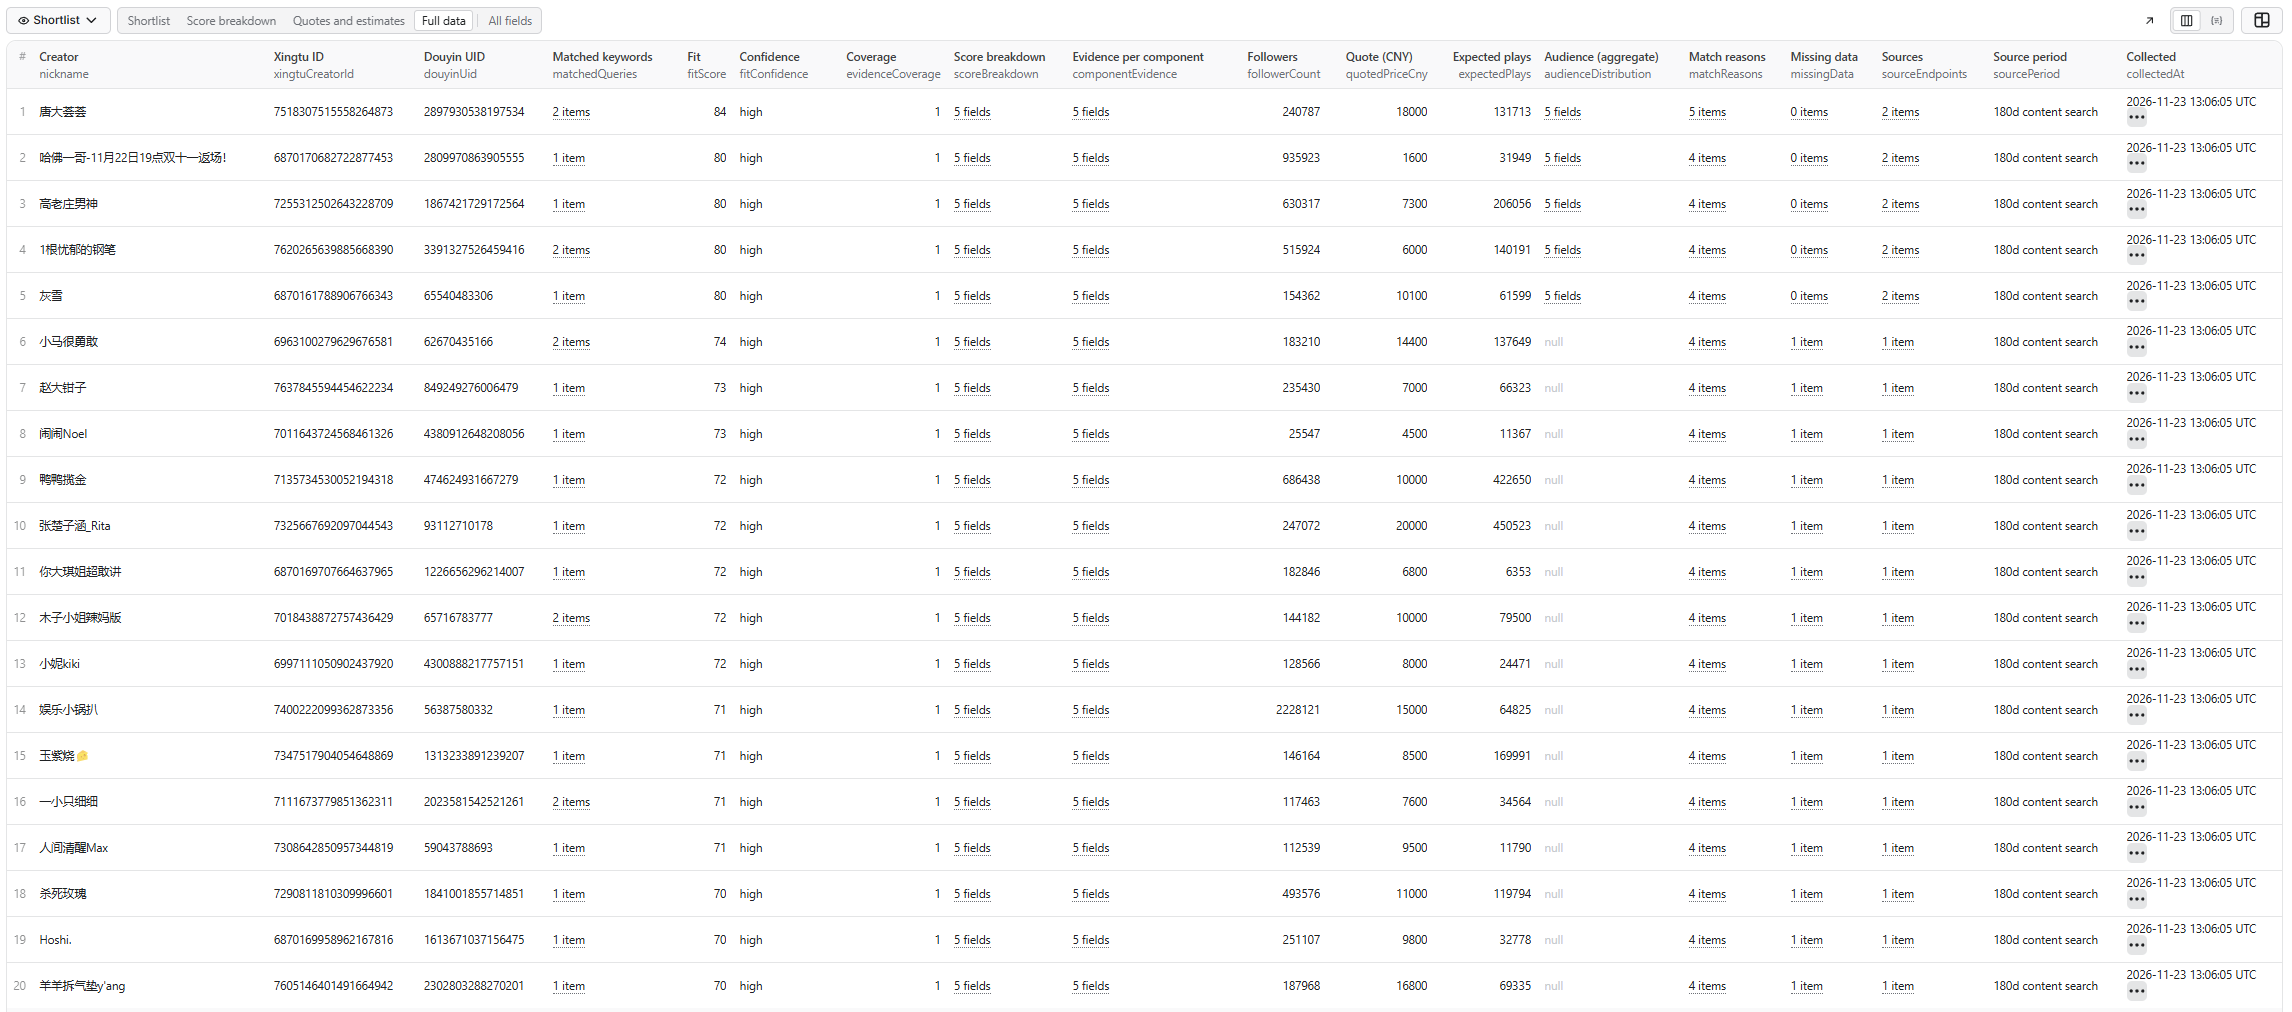 Shortlist
Shortlist Score breakdown Quotes and estimates Full data All fields
# Creator Xingtu ID Douyin UID Matched keywords Fit Confidence Coverage Score breakdown Evidence per component Followers Quote (CNY) Expected plays Audience (aggregate) Match reasons Missing data Sources Source period Collected
nickname xingtuCreatorId douyinUid matchedQueries fitScore fitConfidence evidenceCoverage scoreBreakdown componentEvidence followerCount quotedPriceCny expectedPlays audienceDistribution matchReasons missingData sourceEndpoints sourcePeriod collectedAt
1 唐大荟荟 7518307515558264873 2897930538197534 2 items 84 high 1 5 fields 5 fields 240787 18000 131713 5 fields 5 items 0 items 2 items 180d content search 2026-11-23 13:06:05 UTC
2 哈佛一哥-11月22日19点双十一返场! 6870170682722877453 2809970863905555 1 item 80 high 1 5 fields 5 fields 935923 1600 31949 5 fields 4 items 0 items 2 items 180d content search 2026-11-23 13:06:05 UTC
3 高老庄男神 7255312502643228709 1867421729172564 1 item 80 high 1 5 fields 5 fields 630317 7300 206056 5 fields 4 items 0 items 2 items 180d content search 2026-11-23 13:06:05 UTC
4 1根忧郁的钢笔 7620265639885668390 3391327526459416 2 items 80 high 1 5 fields 5 fields 515924 6000 140191 5 fields 4 items 0 items 2 items 180d content search 2026-11-23 13:06:05 UTC
5 灰雪 6870161788906766343 65540483306 1 item 80 high 1 5 fields 5 fields 154362 10100 61599 5 fields 4 items 0 items 2 items 180d content search 2026-11-23 13:06:05 UTC
6 小马很勇敢 6963100279629676581 62670435166 2 items 74 high 1 5 fields 5 fields 183210 14400 137649 null 4 items 1 item 1 item 180d content search 2026-11-23 13:06:05 UTC
7 赵大钳子 7637845594454622234 849249276006479 1 item 73 high 1 5 fields 5 fields 235430 7000 66323 null 4 items 1 item 1 item 180d content search 2026-11-23 13:06:05 UTC
8 闹闹Noel 7011643724568461326 4380912648208056 1 item 73 high 1 5 fields 5 fields 25547 4500 11367 null 4 items 1 item 1 item 180d content search 2026-11-23 13:06:05 UTC
9 鸭鸭揽金 7135734530052194318 474624931667279 1 item 72 high 1 5 fields 5 fields 686438 10000 422650 null 4 items 1 item 1 item 180d content search 2026-11-23 13:06:05 UTC
10 张楚子涵_Rita 7325667692097044543 93112710178 1 item 72 high 1 5 fields 5 fields 247072 20000 450523 null 4 items 1 item 1 item 180d content search 2026-11-23 13:06:05 UTC
11 你大琪姐超敢讲 6870169707664637965 1226656296214007 1 item 72 high 1 5 fields 5 fields 182846 6800 6353 null 4 items 1 item 1 item 180d content search 2026-11-23 13:06:05 UTC
12 木子小姐辣妈版 7018438872757436429 65716783777 2 items 72 high 1 5 fields 5 fields 144182 10000 79500 null 4 items 1 item 1 item 180d content search 2026-11-23 13:06:05 UTC
13 小妮kiki 6997111050902437920 4300888217757151 1 item 72 high 1 5 fields 5 fields 128566 8000 24471 null 4 items 1 item 1 item 180d content search 2026-11-23 13:06:05 UTC
14 娱乐小锅扒 7400222099362873356 56387580332 1 item 71 high 1 5 fields 5 fields 2228121 15000 64825 null 4 items 1 item 1 item 180d content search 2026-11-23 13:06:05 UTC
15 玉紫烧 7347517904054648869 1313233891239207 1 item 71 high 1 5 fields 5 fields 146164 8500 169991 null 4 items 1 item 1 item 180d content search 2026-11-23 13:06:05 UTC
16 一小只细细 7111673779851362311 2023581542521261 2 items 71 high 1 5 fields 5 fields 117463 7600 34564 null 4 items 1 item 1 item 180d content search 2026-11-23 13:06:05 UTC
17 人间清醒Max 7308642850957344819 59043788693 1 item 71 high 1 5 fields 5 fields 112539 9500 11790 null 4 items 1 item 1 item 180d content search 2026-11-23 13:06:05 UTC
18 杀死玫瑰 7290811810309996601 1841001855714851 1 item 70 high 1 5 fields 5 fields 493576 11000 119794 null 4 items 1 item 1 item 180d content search 2026-11-23 13:06:05 UTC
19 Hoshi. 6870169958962167816 1613671037156475 1 item 70 high 1 5 fields 5 fields 251107 9800 32778 null 4 items 1 item 1 item 180d content search 2026-11-23 13:06:05 UTC
20 羊羊拆气垫y'ang 7605146401491664942 2302803288270201 1 item 70 high 1 5 fields 5 fields 187968 16800 69335 null 4 items 1 item 1 item 180d content search 2026-11-23 13:06:05 UTC